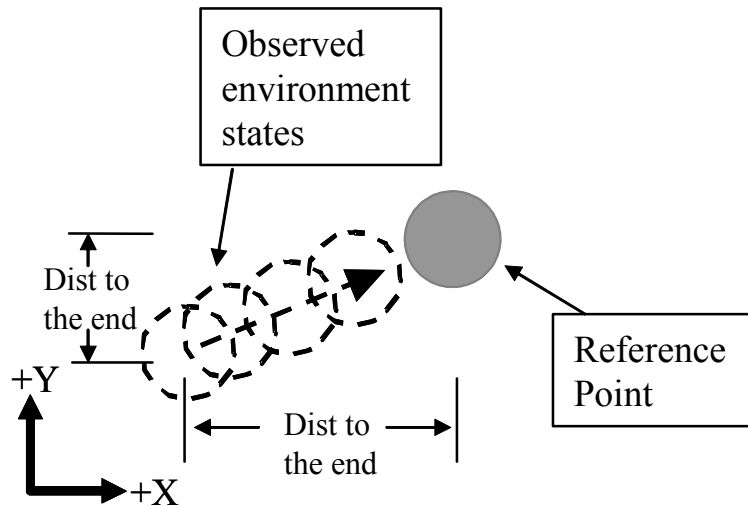 Observed
environment
states
Dist to
the end
Reference
Point
+Y
Dist to
the end
+X